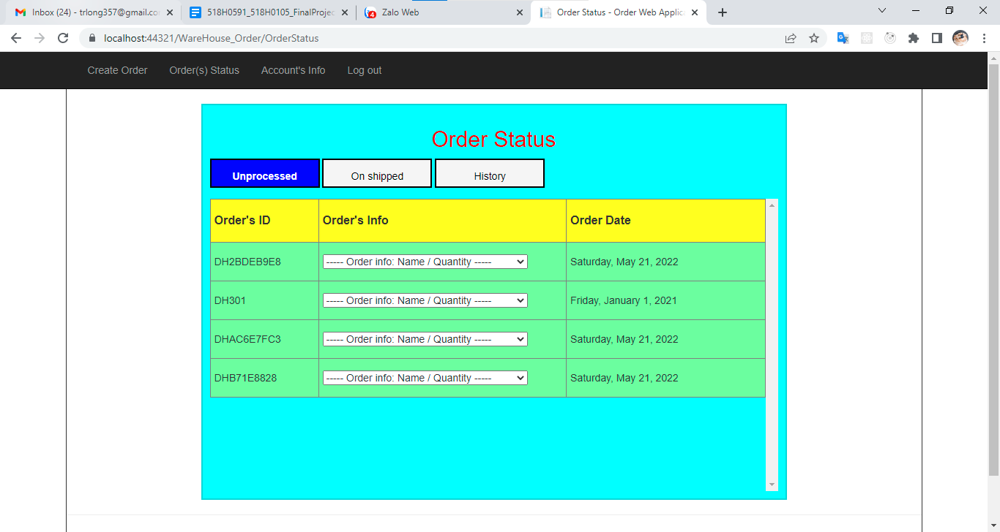 Inbox (24) - trlong357@gmail.co
518H0591_518H0105_FinalProjec
Zalo Web
Order Status - Order Web Applic
localhost:44321/WareHouse_Order/OrderStatus
Create Order Order(s) Status Account's Info Log out
Order Status
Unprocessed On shipped History
Order's ID Order's Info Order Date
DH2BDEB9E8 ----- Order info: Name / Quantity ----- Saturday, May 21, 2022
DH301 ----- Order info: Name / Quantity ----- Friday, January 1, 2021
DHAC6E7FC3 ----- Order info: Name / Quantity ----- Saturday, May 21, 2022
DHB71E8828 ----- Order info: Name / Quantity ----- Saturday, May 21, 2022